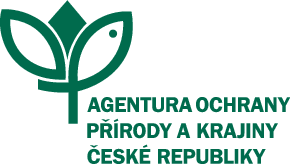 AGENTURA OCHRANY
PŘÍRODY A KRAJINY
ČESKÉ REPUBLIKY